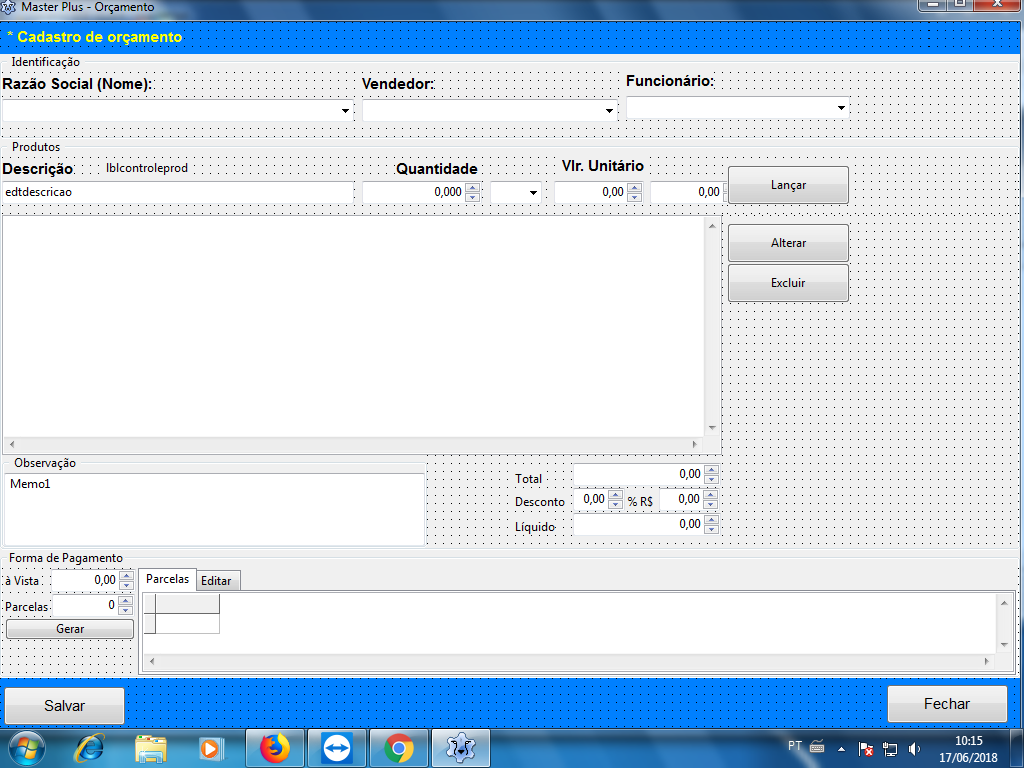 Master Plus - Orçamento
* Cadastro de orçamento
Identificação
Razão Social (Nome): Vendedor: Funcionário:
Produtos
Descrição lblcontroleprod Quantidade Vlr. Unitário
edtdescricao 0,000 0,00 0,00 Lançar
Alterar
Excluir
Observação
Memo1
Total 0,00
Desconto 0,00 % R$ 0,00
Líquido 0,00
Forma de Pagamento
à Vista 0,00 Parcelas Editar
Parcelas 0
Gerar
Salvar Fechar
PT 10:15
17/06/2018